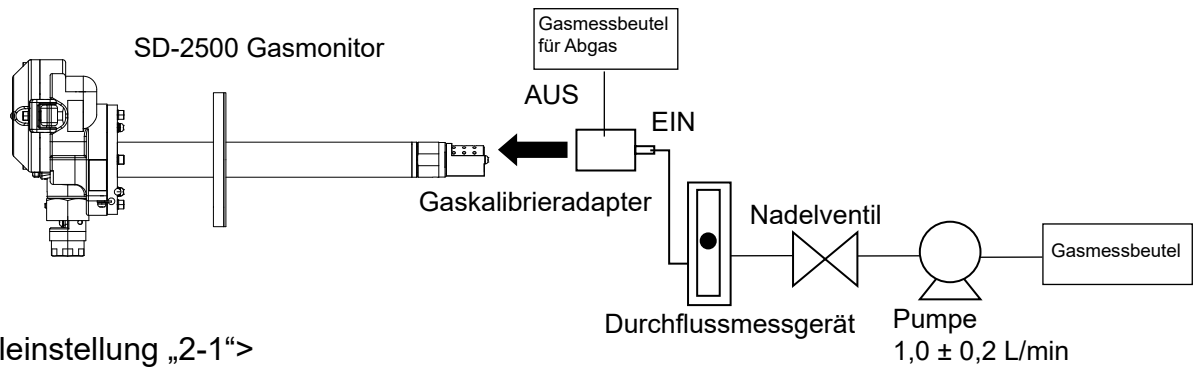 Gasmessbeutel
für Abgas
SD-2500 Gasmonitor
AUS
EIN
Gaskalibrieradapter
Nadelventil
Gasmessbeutel
Durchflussmessgerät
Pumpe
1,0 ± 0,2 L/min
leinstellung „2-1“>